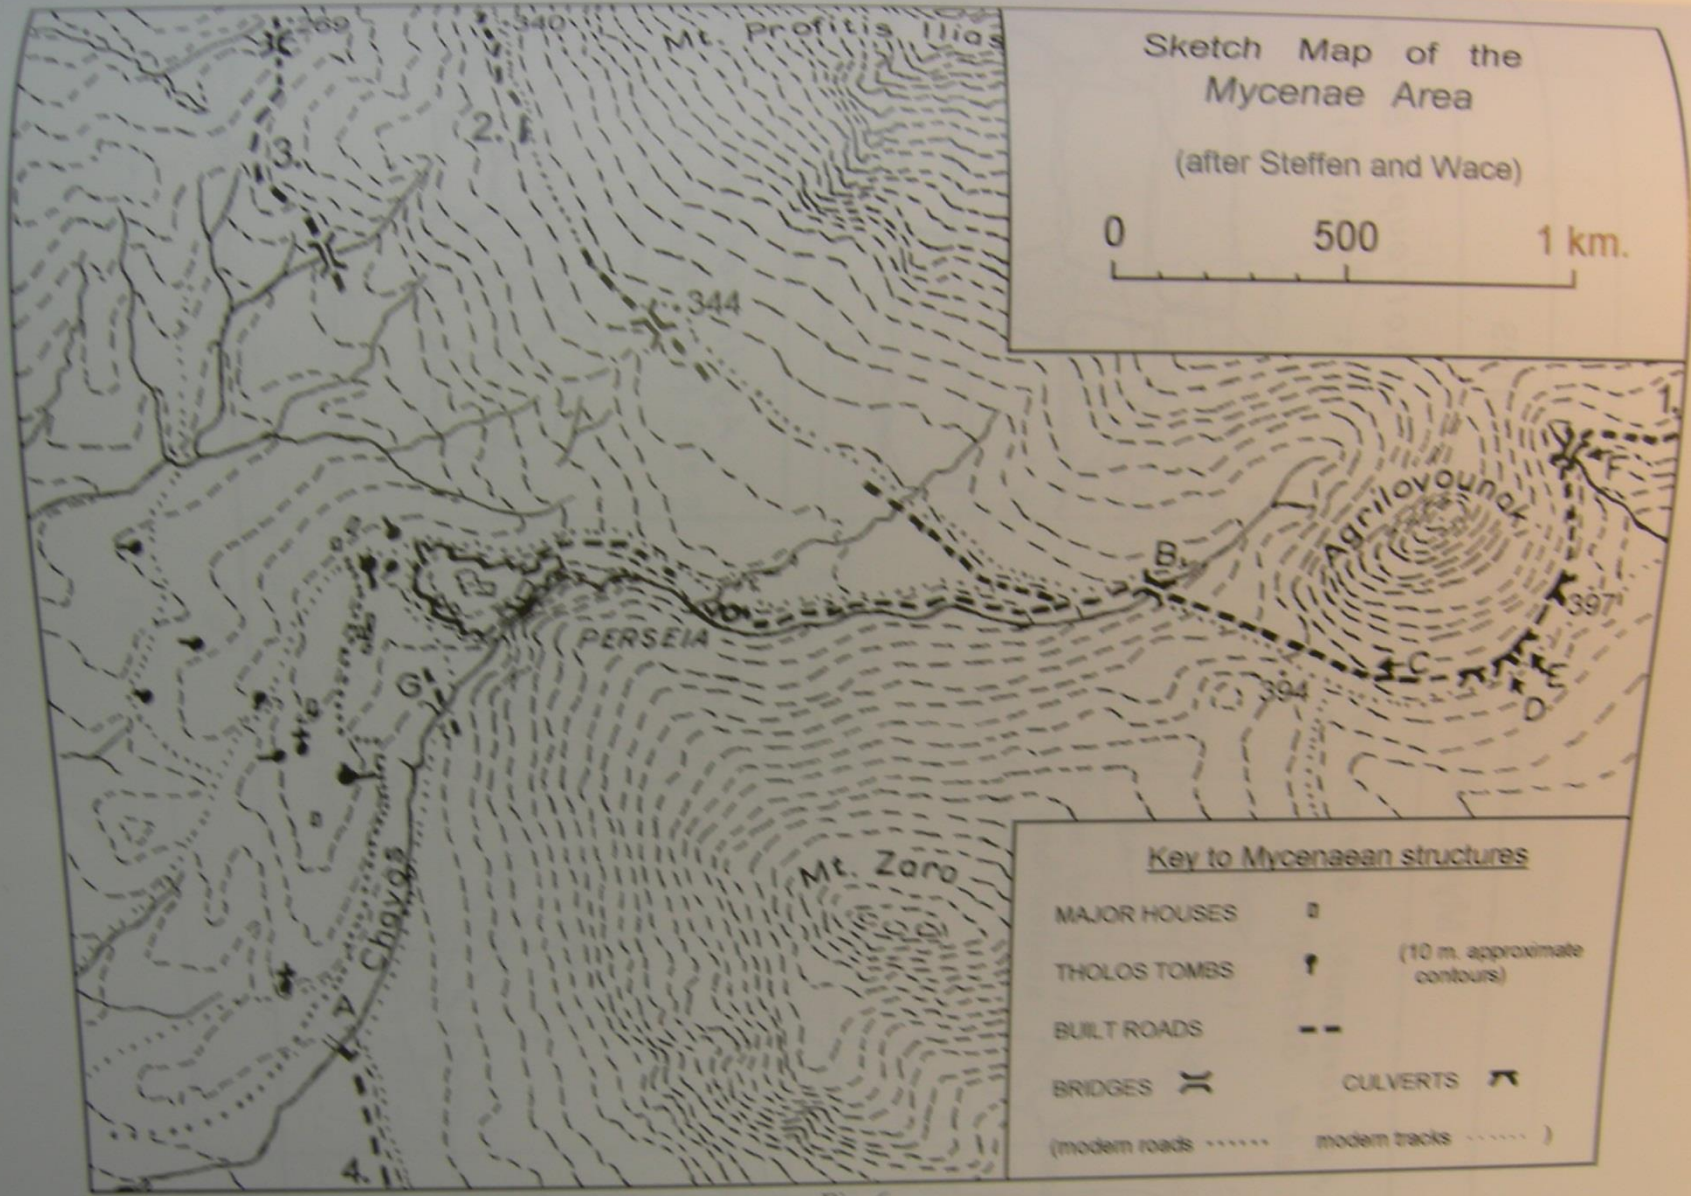 269
340
Mt. Profitis Ilias
Sketch Map of the
Mycenae Area
(after Steffen and Wace)
0 500 1 km.
2.
3.
344
1.
F
Agrilovounak
B.
397
PERSEIA
C
E
D
394
G
Chavos
Mt. Zara
A
4.
Key to Mycenaean structures
MAJOR HOUSES
THOLOS TOMBS
(10 m. approximate
contours)
BUILT ROADS
BRIDGES CULVERTS
(modern roads ...... modern tracks ...... )